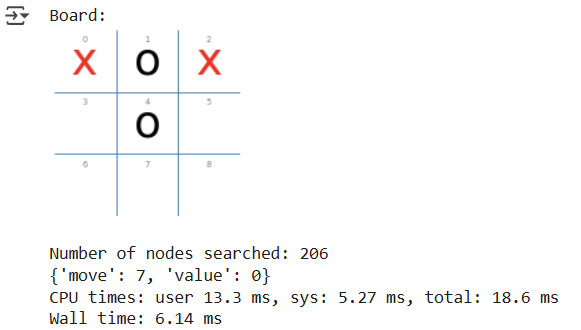 Board:
0 1 2
X O X
3 4 5
O
6 7 8
Number of nodes searched: 206
{'move': 7, 'value': 0}
CPU times: user 13.3 ms, sys: 5.27 ms, total: 18.6 ms
Wall time: 6.14 ms